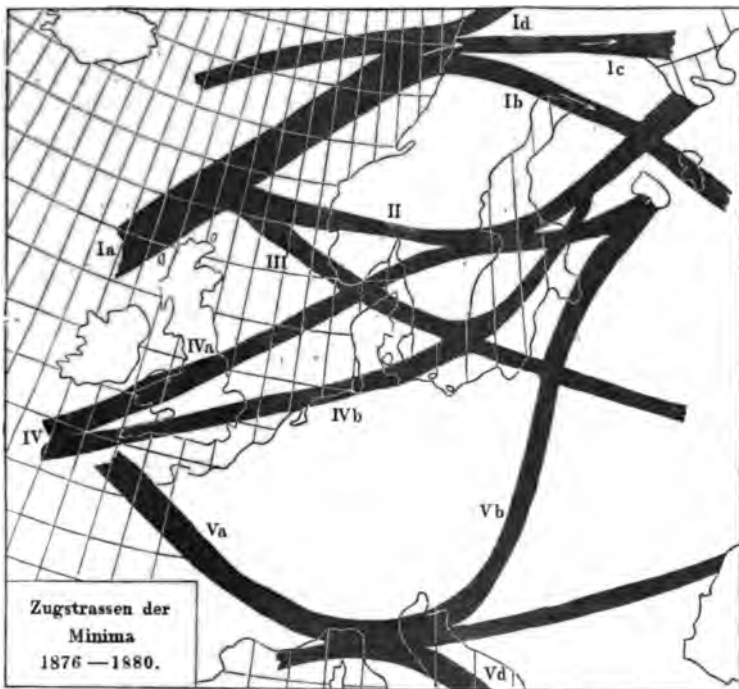 Id
Ic
Ib
II
Ia
III
IVa
IV
IVb
Va
Vb
Zugstrassen der
Minima
1876 — 1880.
Vd